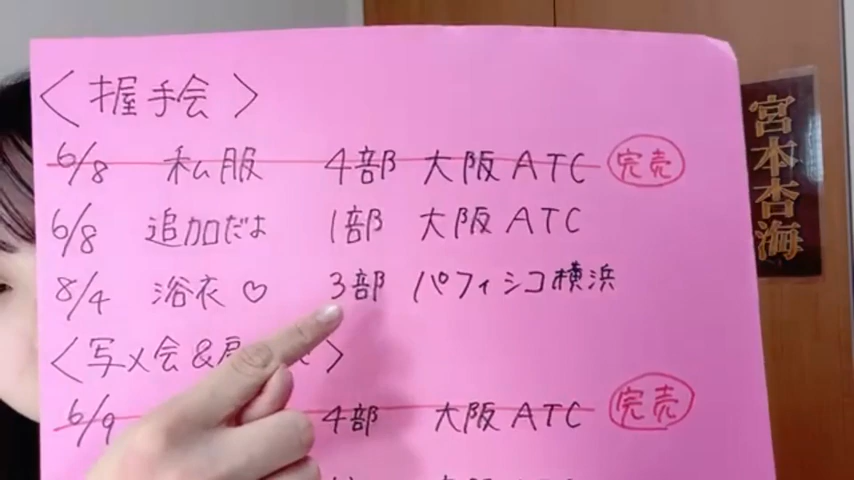 〈握手会〉
6/8 私服 4部 大阪ATC 完売
6/8 追加だよ 1部 大阪ATC
8/4 浴衣♡ 3部 パフィシコ横浜
〈写メ会&
6/9 4部 大阪ATC 完売
宮本杏海